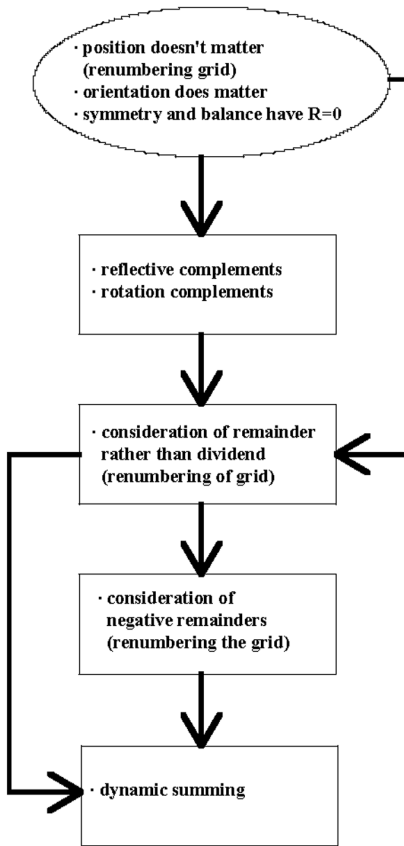 · position doesn't matter
(renumbering grid)
· orientation does matter
· symmetry and balance have R=0
· reflective complements
· rotation complements
· consideration of remainder
rather than dividend
(renumbering of grid)
· consideration of
negative remainders
(renumbering the grid)
· dynamic summing